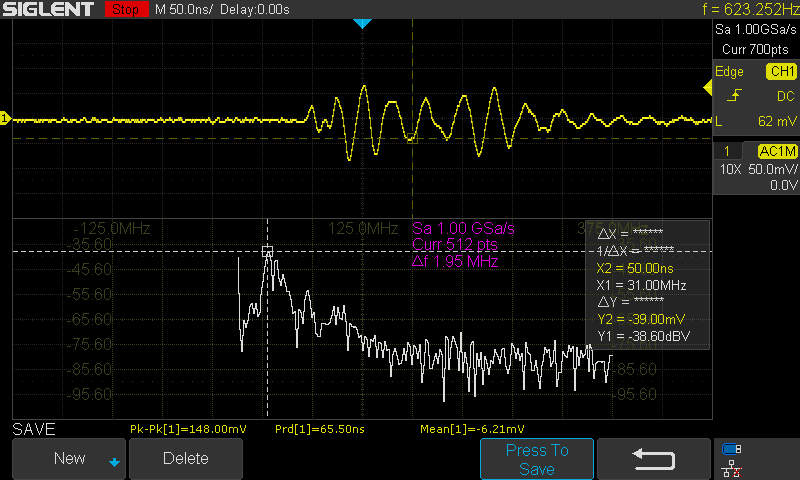 SIGLENT Stop M 50.0ns/ Delay:0.00s f = 623.252Hz
Sa 1.00GSa/s
Curr 700pts
Edge CH1
DC
L 62 mV
1 AC1M
10X 50.0mV/
0.0V
1
-125.0MHz 125.0MHz
-35.60
-45.60
-55.60
-65.60
-75.60
-85.60 -85.60
-95.60 -95.60
Sa 1.00 GSa/s
Curr 512 pts
Δf 1.95 MHz
ΔX = ******
1/ΔX = ******
X2 = 50.00ns
X1 = 31.00MHz
ΔY = ******
Y2 = -39.00mV
Y1 = -38.60dBV
SAVE Pk-Pk[1]=148.00mV Prd[1]=65.50ns Mean[1]=-6.21mV
New Delete Press To
Save